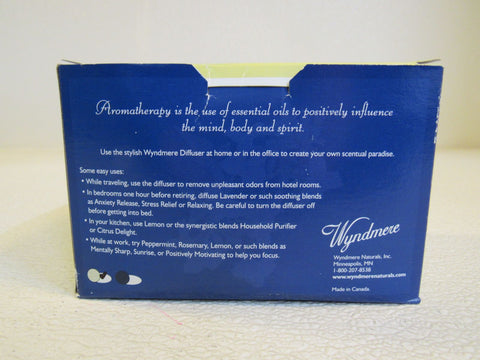 Aromatherapy is the use of essential oils to positively influence
the mind, body and spirit.
Use the stylish Wyndmere Diffuser at home or in the office to create your own scentual paradise.
Some easy uses:
• While traveling, use the diffuser to remove unpleasant odors from hotel rooms.
• In bedrooms one hour before retiring, diffuse Lavender or such soothing blends
as Anxiety Release, Stress Relief or Relaxing. Be careful to turn the diffuser off
before getting into bed.
• In your kitchen, use Lemon or the synergistic blends Household Purifier
or Citrus Delight.
• While at work, try Peppermint, Rosemary, Lemon, or such blends as
Mentally Sharp, Sunrise, or Positively Motivating to help you focus.
Wyndmere
Wyndmere Naturals, Inc.
Minneapolis, MN
1-800-207-8538
www.wyndmerenaturals.com
Made in Canada.